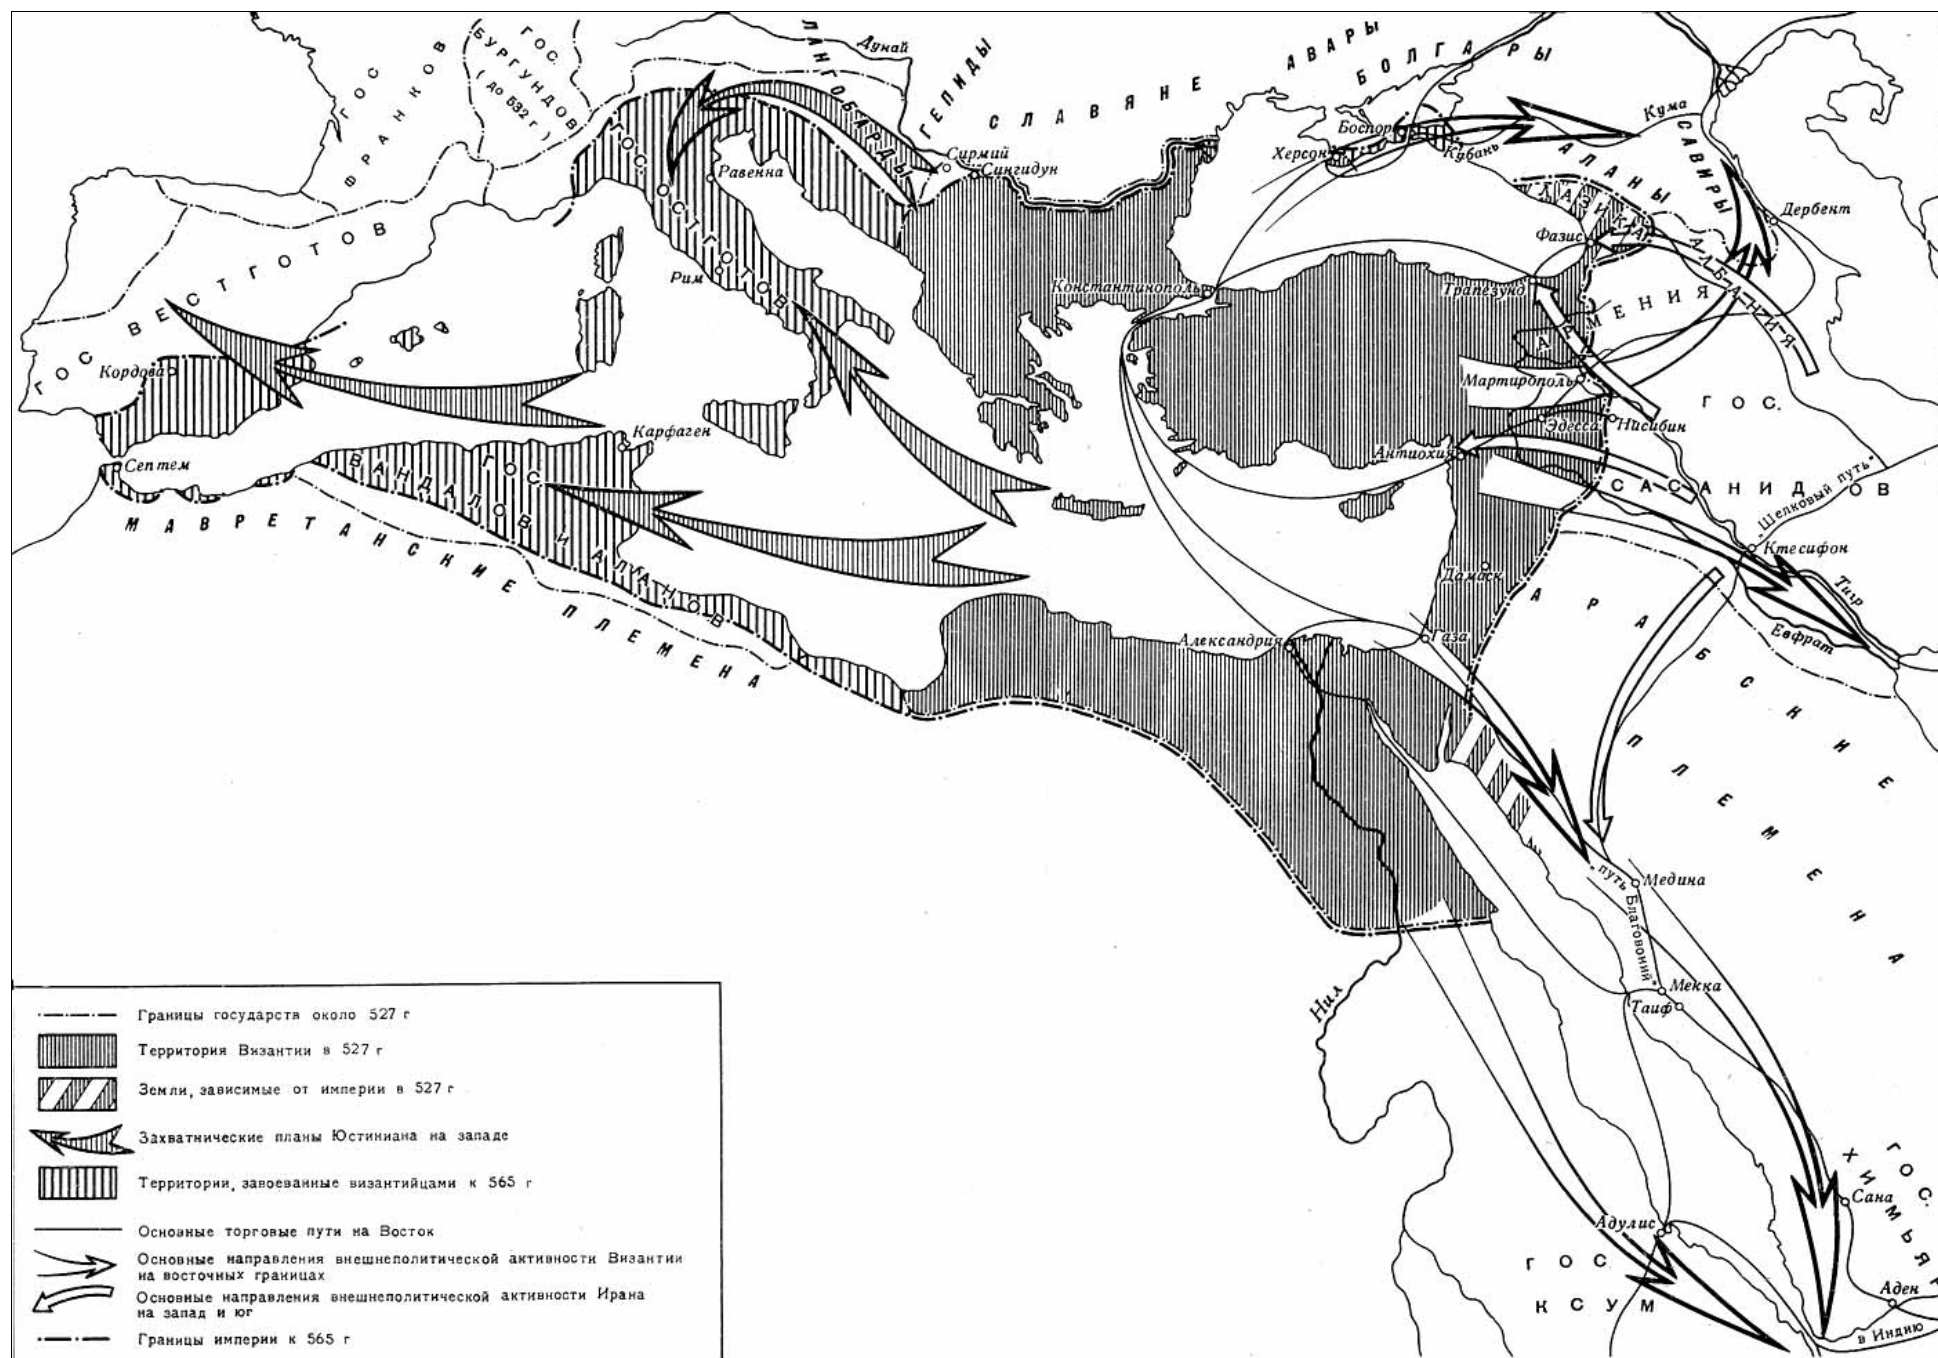 ГОС
ФРАНКОВ
ГОС.
БУРГУНДОВ
(до 532 г)
ЛАНГОБАРДЫ
Дунай
ГЕПИДЫ
СЛАВЯНЕ
АВАРЫ
БОЛГАРЫ
Боспор
Херсон
Кубань
Кума
АЛАНЫ
САВИРЫ
ЛАЗИКА
Дербент
Фазис
АЛБАНИЯ
Сирмий
Сингидун
Равенна
ГОС. ОСТГОТОВ
Рим
ГОС ВЕСТГОТОВ
Кордова
Септем
Карфаген
ГОС
ВАНДАЛОВ И АЛАНОВ
МАВРЕТАНСКИЕ ПЛЕМЕНА
Константинополь
Трапезунд
АРМЕНИЯ
Мартирополь
Эдесса
Нисибин
Антиохия
ГОС.
САСАНИДОВ
„Шелковый путь"
Ктесифон
Тигр
Евфрат
Дамаск
АРАБСКИЕ ПЛЕМЕНА
Александрия
Газа
„путь Благовоний"
Медина
Мекка
Таиф
Нил
Сана
ГОС.
ХИМЬЯР
Адулис
ГОС
КСУМ
Аден
в Индию
Границы государств около 527 г
Территория Византии в 527 г
Земли, зависимые от империи в 527 г
Захватнические планы Юстиниана на западе
Территории, завоеванные византийцами к 565 г
Основные торговые пути на Восток
Основные направления внешнеполитической активности Византии
на восточных границах
Основные направления внешнеполитической активности Ирана
на запад и юг
Границы империи к 565 г